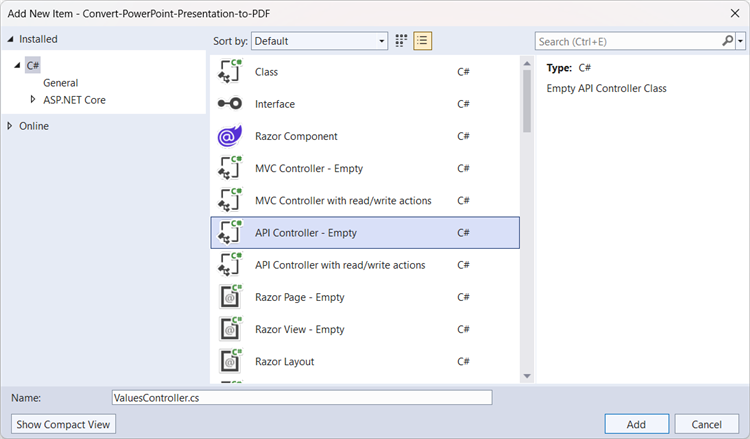 Add New Item - Convert-PowerPoint-Presentation-to-PDF
Installed
Sort by: Default
Search (Ctrl+E)
C#
General
ASP.NET Core
Online
Class C#
Interface C#
Razor Component C#
MVC Controller - Empty C#
MVC Controller with read/write actions C#
API Controller - Empty C#
API Controller with read/write actions C#
Razor Page - Empty C#
Razor View - Empty C#
Razor Layout C#
Type: C#
Empty API Controller Class
Name: ValuesController.cs
Show Compact View
Add
Cancel